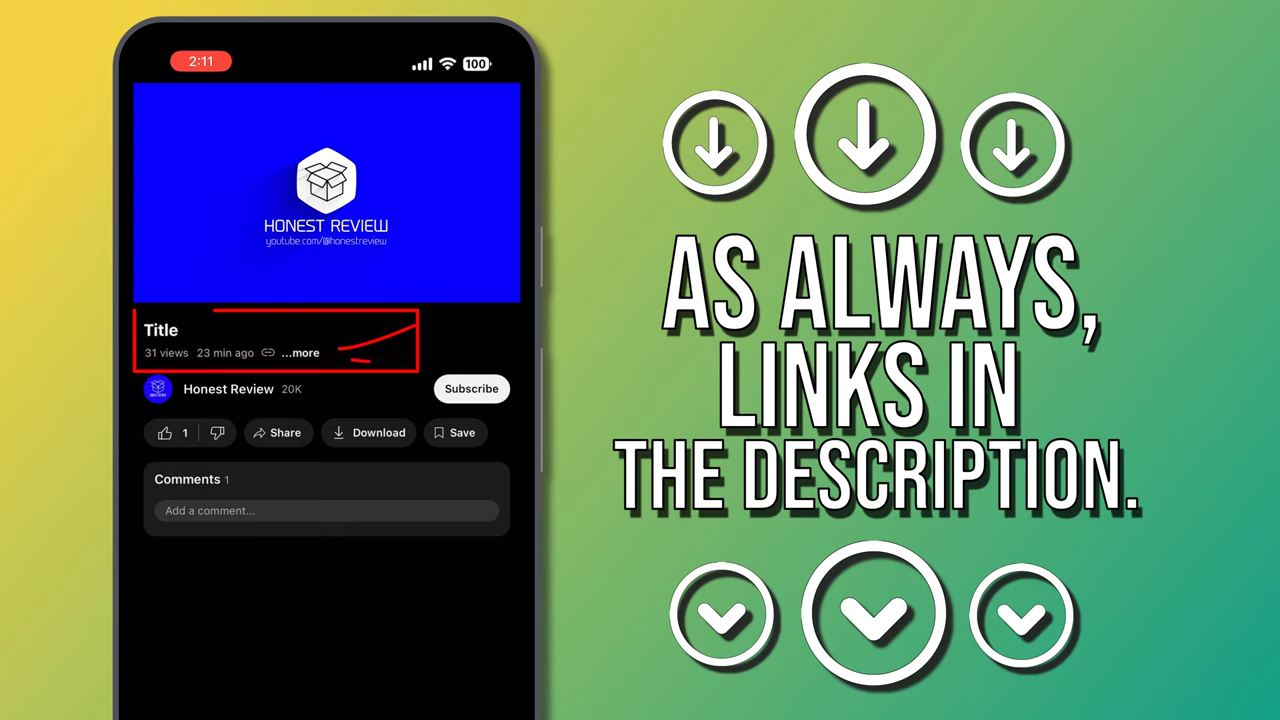 2:11
100
HONEST REVIEW
youtube.com/@honestreview
Title
31 views 23 min ago ...more
Honest Review 20K
Subscribe
1
Share
Download
Save
Comments 1
Add a comment...
AS ALWAYS,
LINKS IN
THE DESCRIPTION.